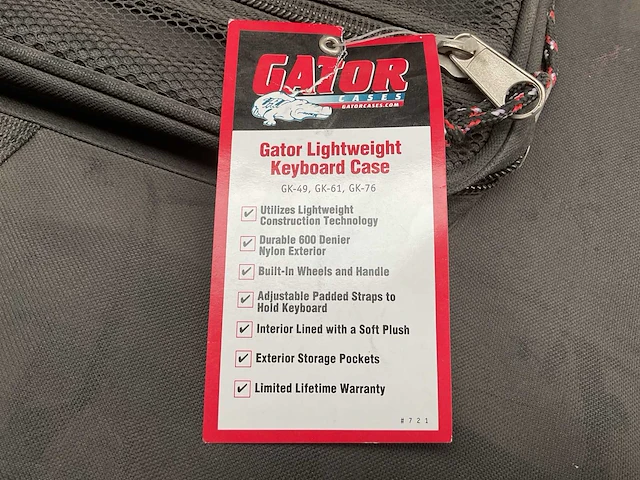 GATOR
CASES
GATORCASES.COM
Gator Lightweight
Keyboard Case
GK-49, GK-61, GK-76
Utilizes Lightweight
Construction Technology
Durable 600 Denier
Nylon Exterior
Built-In Wheels and Handle
Adjustable Padded Straps to
Hold Keyboard
Interior Lined with a Soft Plush
Exterior Storage Pockets
Limited Lifetime Warranty
#721